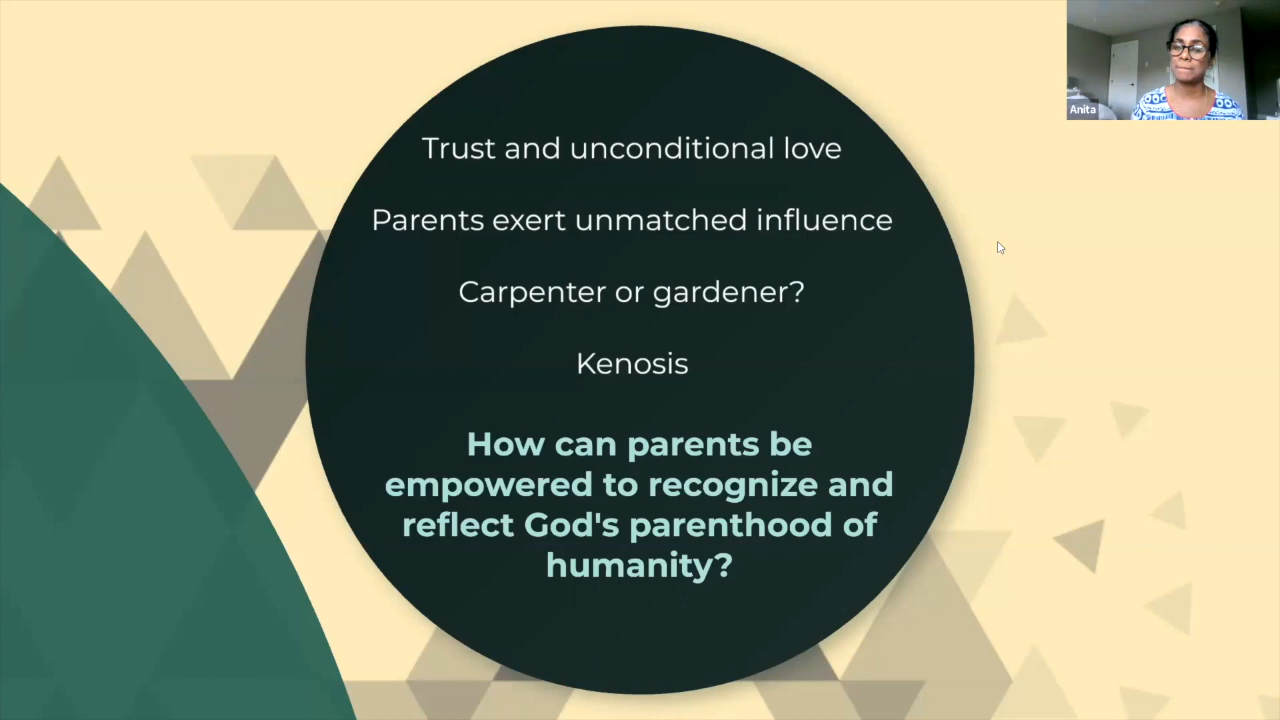 Anita
Trust and unconditional love
Parents exert unmatched influence
Carpenter or gardener?
Kenosis
How can parents be
empowered to recognize and
reflect God's parenthood of
humanity?